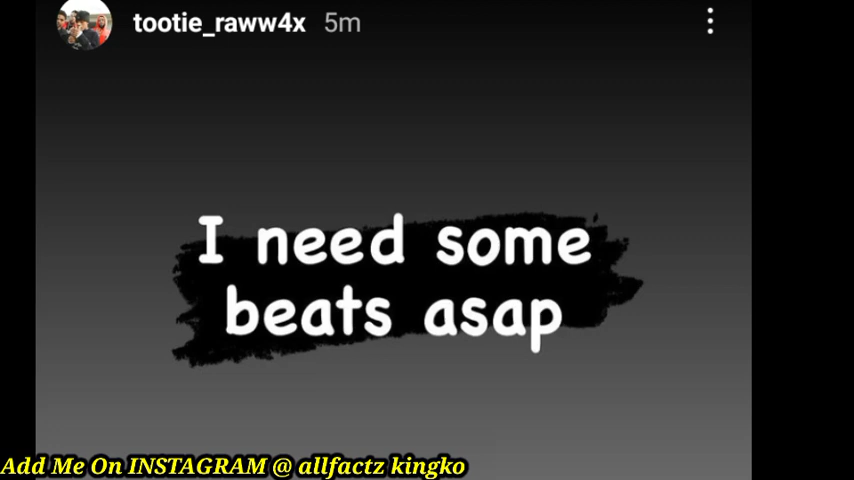 tootie_raww4x 5m
I need some
beats asap
Add Me On INSTAGRAM @ allfactz kingko